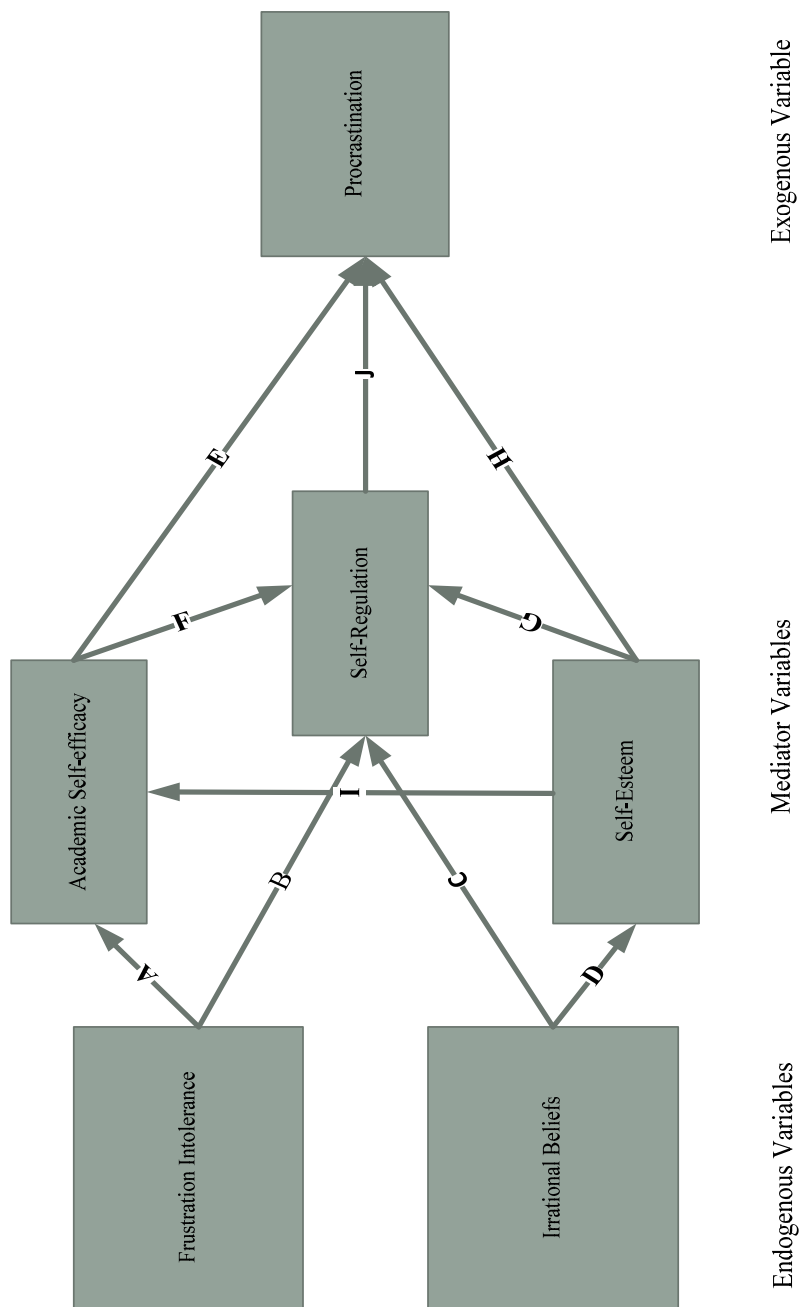 Frustration Intolerance
Irrational Beliefs
Endogenous Variables
A
B
C
D
Academic Self-efficacy
Self-Regulation
Self-Esteem
Mediator Variables
I
F
G
E
J
H
Procrastination
Exogenous Variable